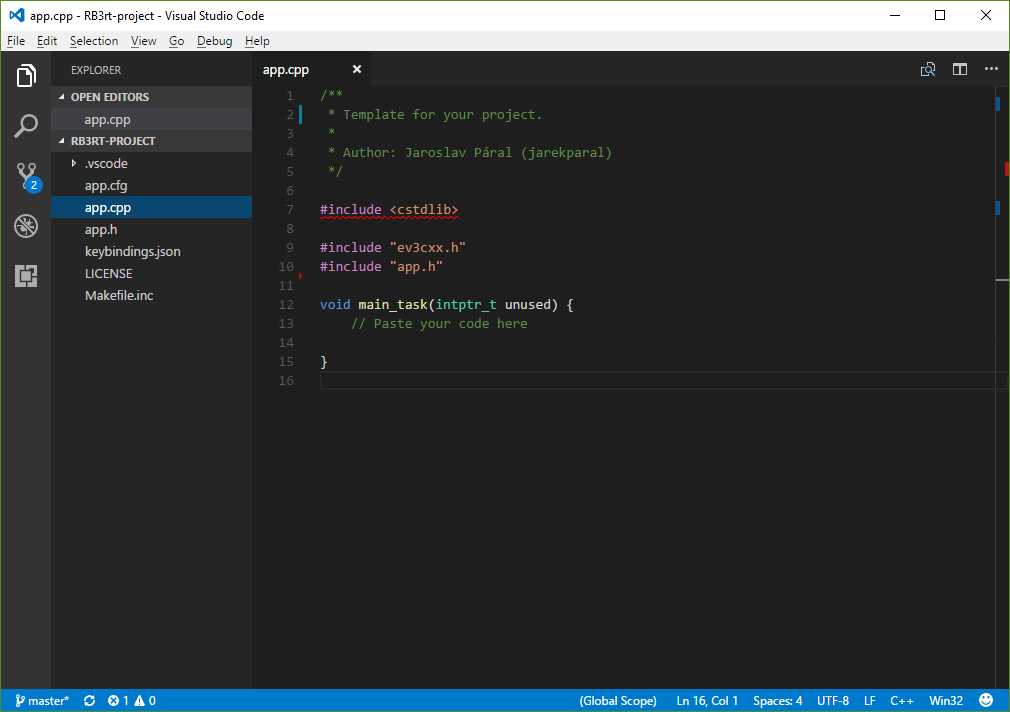 app.cpp - RB3rt-project - Visual Studio Code
File Edit Selection View Go Debug Help
EXPLORER
OPEN EDITORS
app.cpp
RB3RT-PROJECT
.vscode
app.cfg
app.cpp
app.h
keybindings.json
LICENSE
Makefile.inc
2
app.cpp
1 /**
2 * Template for your project.
3 *
4 * Author: Jaroslav Páral (jarekparal)
5 */
6
7 #include <cstdlib>
8
9 #include "ev3cxx.h"
10 #include "app.h"
11
12 void main_task(intptr_t unused) {
13 // Paste your code here
14
15 }
16
master* 1 0 (Global Scope) Ln 16, Col 1 Spaces: 4 UTF-8 LF C++ Win32